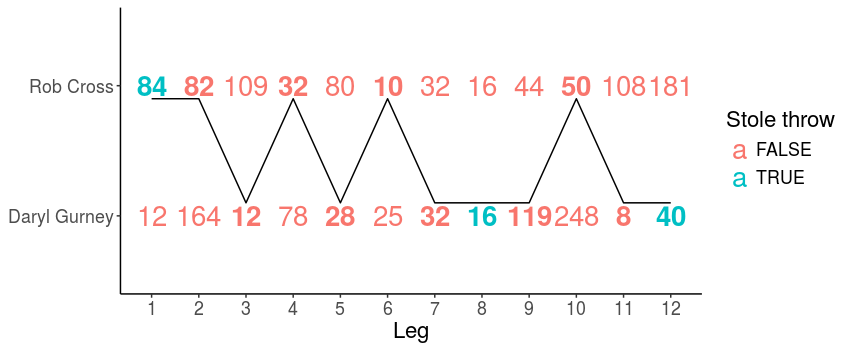 Rob Cross 84 82 109 32 80 10 32 16 44 50 108 181
Stole throw
a FALSE
a TRUE
Daryl Gurney 12 164 12 78 28 25 32 16 119 248 8 40
1 2 3 4 5 6 7 8 9 10 11 12
Leg